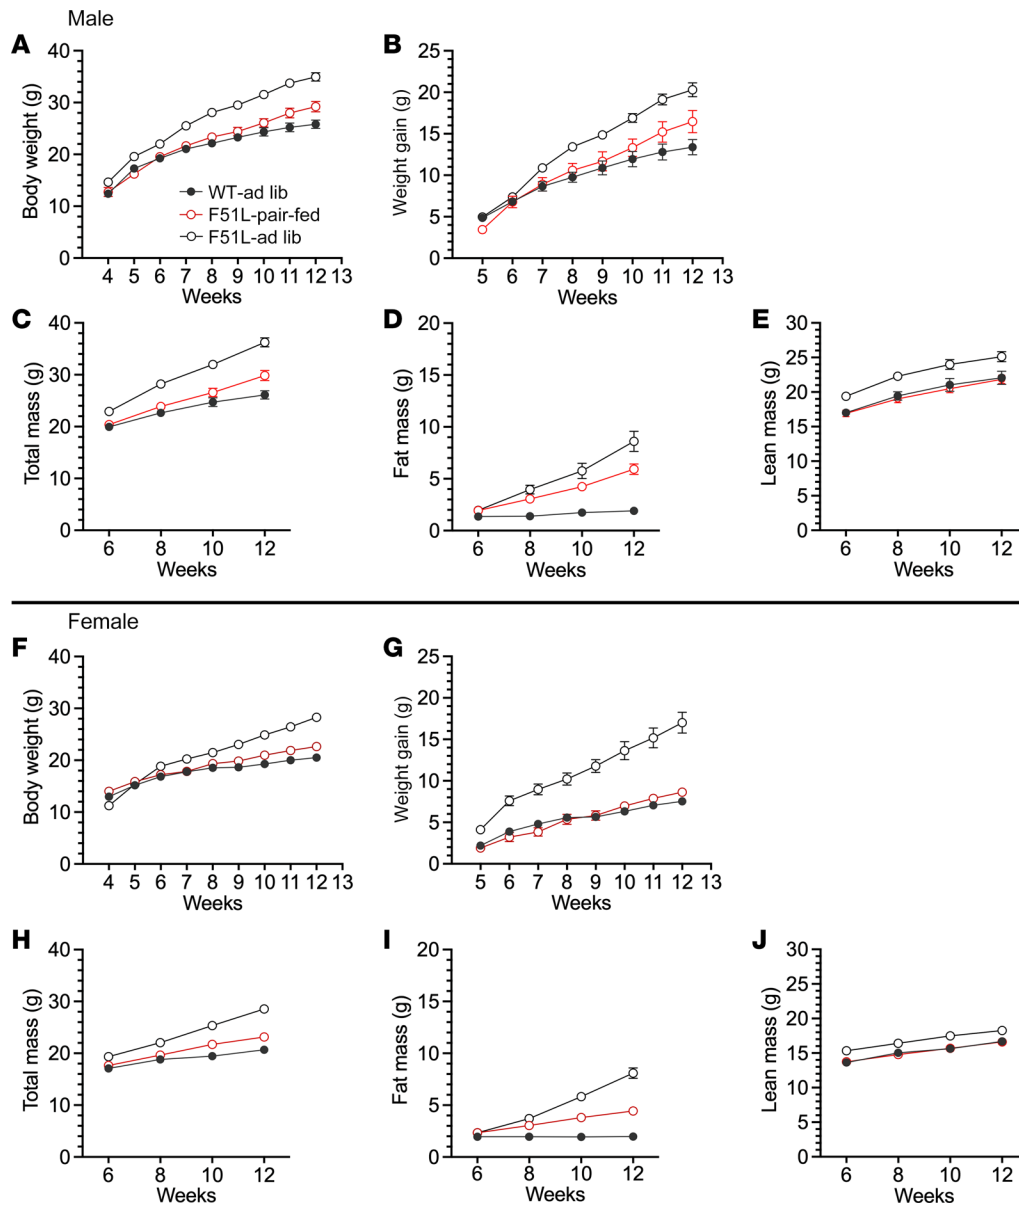 Male
A
Body weight (g)
40
30
20
10
0
4 5 6 7 8 9 10 11 12 13
Weeks
WT-ad lib
F51L-pair-fed
F51L-ad lib
B
Weight gain (g)
25
20
15
10
5
0
5 6 7 8 9 10 11 12 13
Weeks
C
Total mass (g)
40
30
20
10
0
6 8 10 12
Weeks
D
Fat mass (g)
20
15
10
5
0
6 8 10 12
Weeks
E
Lean mass (g)
30
25
20
15
10
5
0
6 8 10 12
Weeks
Female
F
Body weight (g)
40
30
20
10
0
4 5 6 7 8 9 10 11 12 13
Weeks
G
Weight gain (g)
25
20
15
10
5
0
5 6 7 8 9 10 11 12 13
Weeks
H
Total mass (g)
40
30
20
10
0
6 8 10 12
Weeks
I
Fat mass (g)
20
15
10
5
0
6 8 10 12
Weeks
J
Lean mass (g)
30
25
20
15
10
5
0
6 8 10 12
Weeks